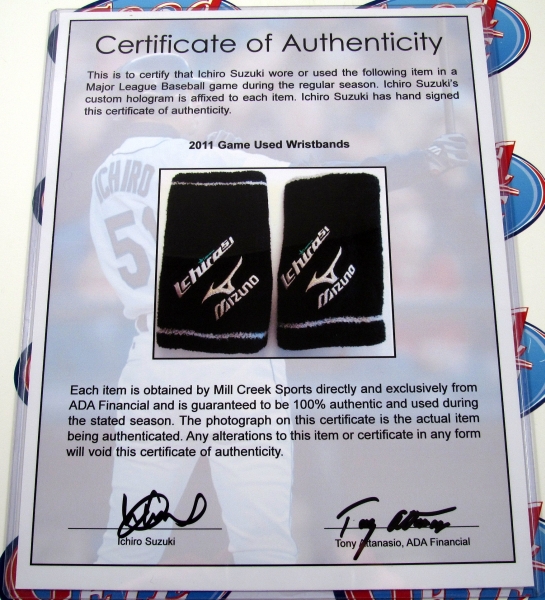 Certificate of Authenticity
This is to certify that Ichiro Suzuki wore or used the following item in a
Major League Baseball game during the regular season. Ichiro Suzuki's
custom hologram is affixed to each item. Ichiro Suzuki has hand signed
this certificate of authenticity.
2011 Game Used Wristbands
ICHIRO
51
Ichiro51
MIZUNO
Ichiro51
MIZUNO
Each item is obtained by Mill Creek Sports directly and exclusively from
ADA Financial and is guaranteed to be 100% authentic and used during
the stated season. The photograph on this certificate is the actual item
being authenticated. Any alterations to this item or certificate in any form
will void this certificate of authenticity.
Tony Attanasio
Ichiro Suzuki
Tony Attanasio, ADA Financial